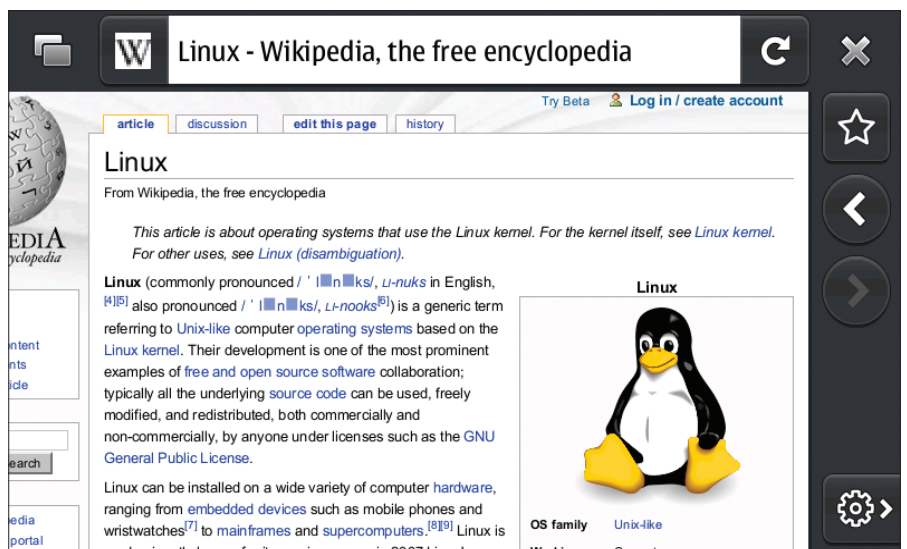 W Linux - Wikipedia, the free encyclopedia
Try Beta Log in / create account
article discussion edit this page history
Linux
From Wikipedia, the free encyclopedia
This article is about operating systems that use the Linux kernel. For the kernel itself, see Linux kernel.
For other uses, see Linux (disambiguation).
EDIA
yclopedia
Linux (commonly pronounced / ˈ l n ks/, LI-nuks in English,
[4][5] also pronounced / ˈ l n ks/, LI-nooks[6]) is a generic term
referring to Unix-like computer operating systems based on the
Linux kernel. Their development is one of the most prominent
examples of free and open source software collaboration;
typically all the underlying source code can be used, freely
modified, and redistributed, both commercially and
non-commercially, by anyone under licenses such as the GNU
General Public License.
Linux can be installed on a wide variety of computer hardware,
ranging from embedded devices such as mobile phones and
wristwatches[7] to mainframes and supercomputers.[8][9] Linux is
ntent
nts
icle
earch
edia
portal
Linux
OS family Unix-like